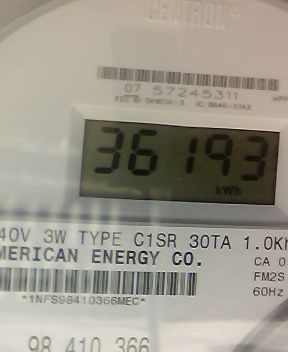 CENTRON®
07 57245311
36193
kWh
40V 3W TYPE C1SR 30TA 1.0K
MERICAN ENERGY CO.
CA 0
FM2S
60Hz
*1NFS98410366MEC*
98 410 366